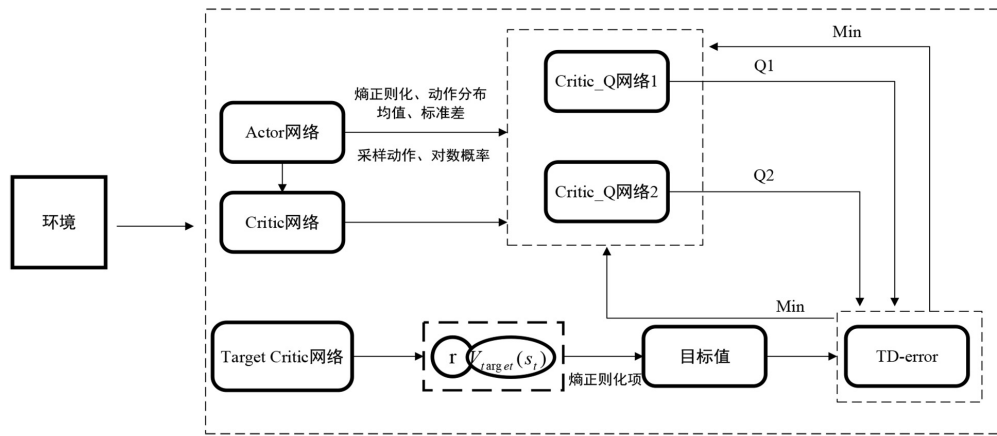 Min
Critic_Q网络1
Q1
熵正则化、动作分布
均值、标准差
Actor网络
采样动作、对数概率
Critic_Q网络2
Q2
Critic网络
环境
Min
Target Critic网络
r V_{target}(s_t)
熵正则化项
目标值
TD-error